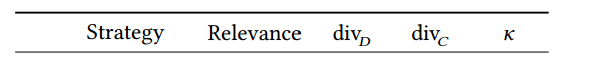 Strategy Relevance div_D div_C κ